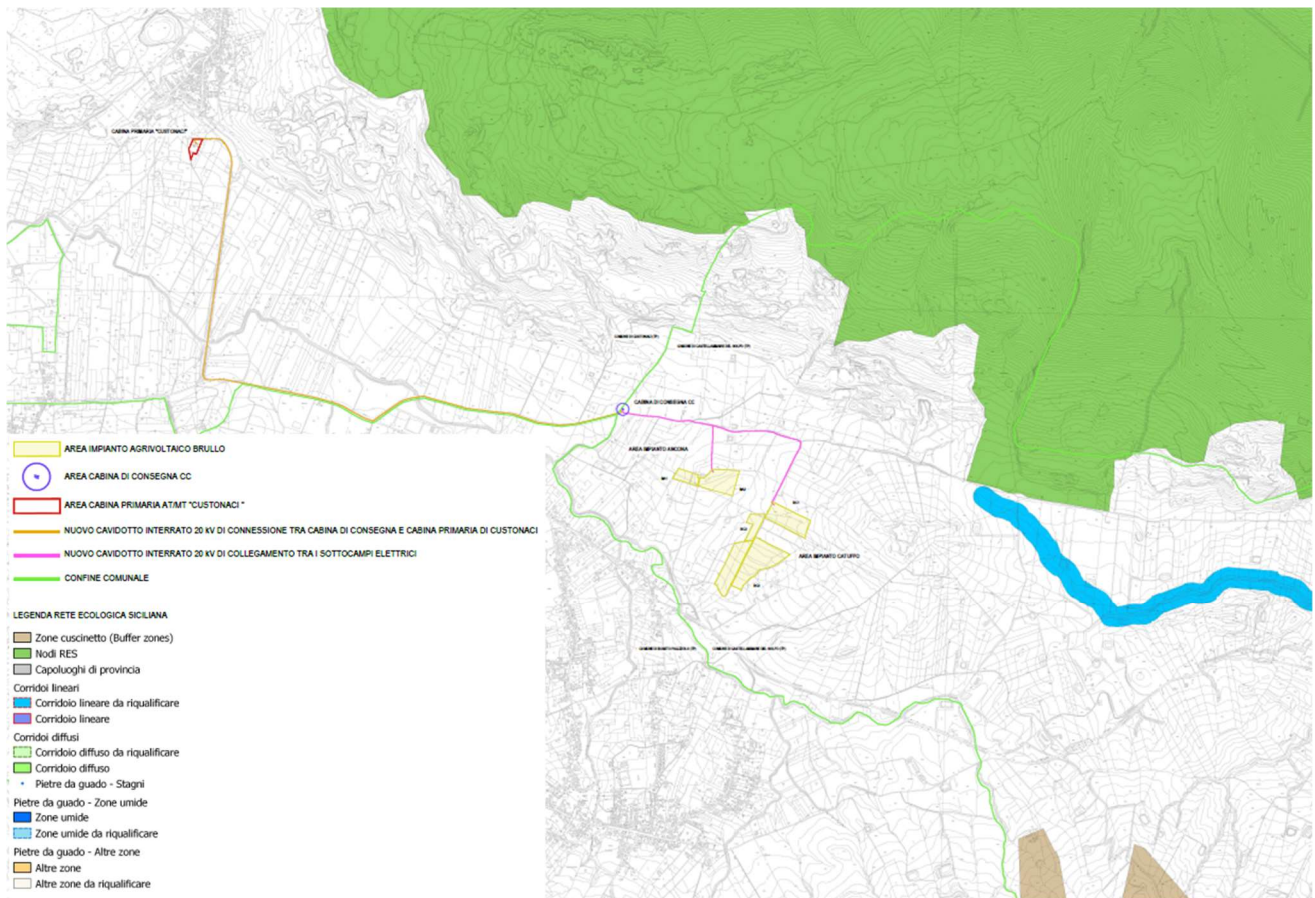 CABINA PRIMARIA "CUSTONACI"
CABINA DI CONSEGNA CC
AREA IMPIANTO ANCONA
AREA IMPIANTO CATUFFO
AREA IMPIANTO AGRIVOLTAICO BRULLO
AREA CABINA DI CONSEGNA CC
AREA CABINA PRIMARIA AT/MT "CUSTONACI "
NUOVO CAVIDOTTO INTERRATO 20 kV DI CONNESSIONE TRA CABINA DI CONSEGNA E CABINA PRIMARIA DI CUSTONACI
NUOVO CAVIDOTTO INTERRATO 20 kV DI COLLEGAMENTO TRA I SOTTOCAMPI ELETTRICI
CONFINE COMUNALE
LEGENDA RETE ECOLOGICA SICILIANA
Zone cuscinetto (Buffer zones)
Nodi RES
Capoluoghi di provincia
Corridoi lineari
Corridoio lineare da riqualificare
Corridoio lineare
Corridoi diffusi
Corridoio diffuso da riqualificare
Corridoio diffuso
Pietre da guado - Stagni
Pietre da guado - Zone umide
Zone umide
Zone umide da riqualificare
Pietre da guado - Altre zone
Altre zone
Altre zone da riqualificare